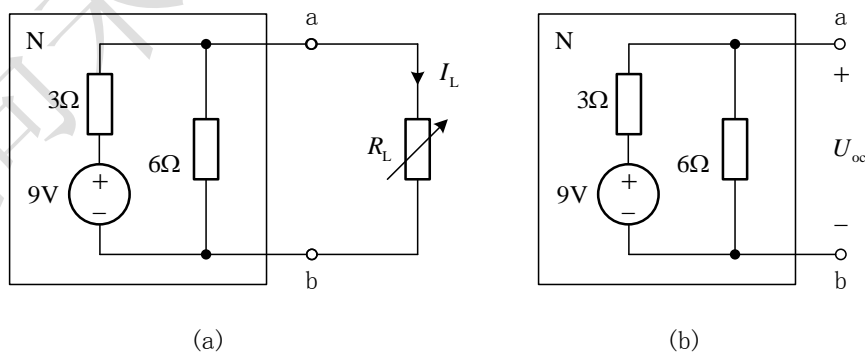 N
a
3Ω
6Ω
9V
+
−
I_L
R_L
b
(a)
N
a
+
3Ω
6Ω
9V
+
−
U_oc
−
b
(b)